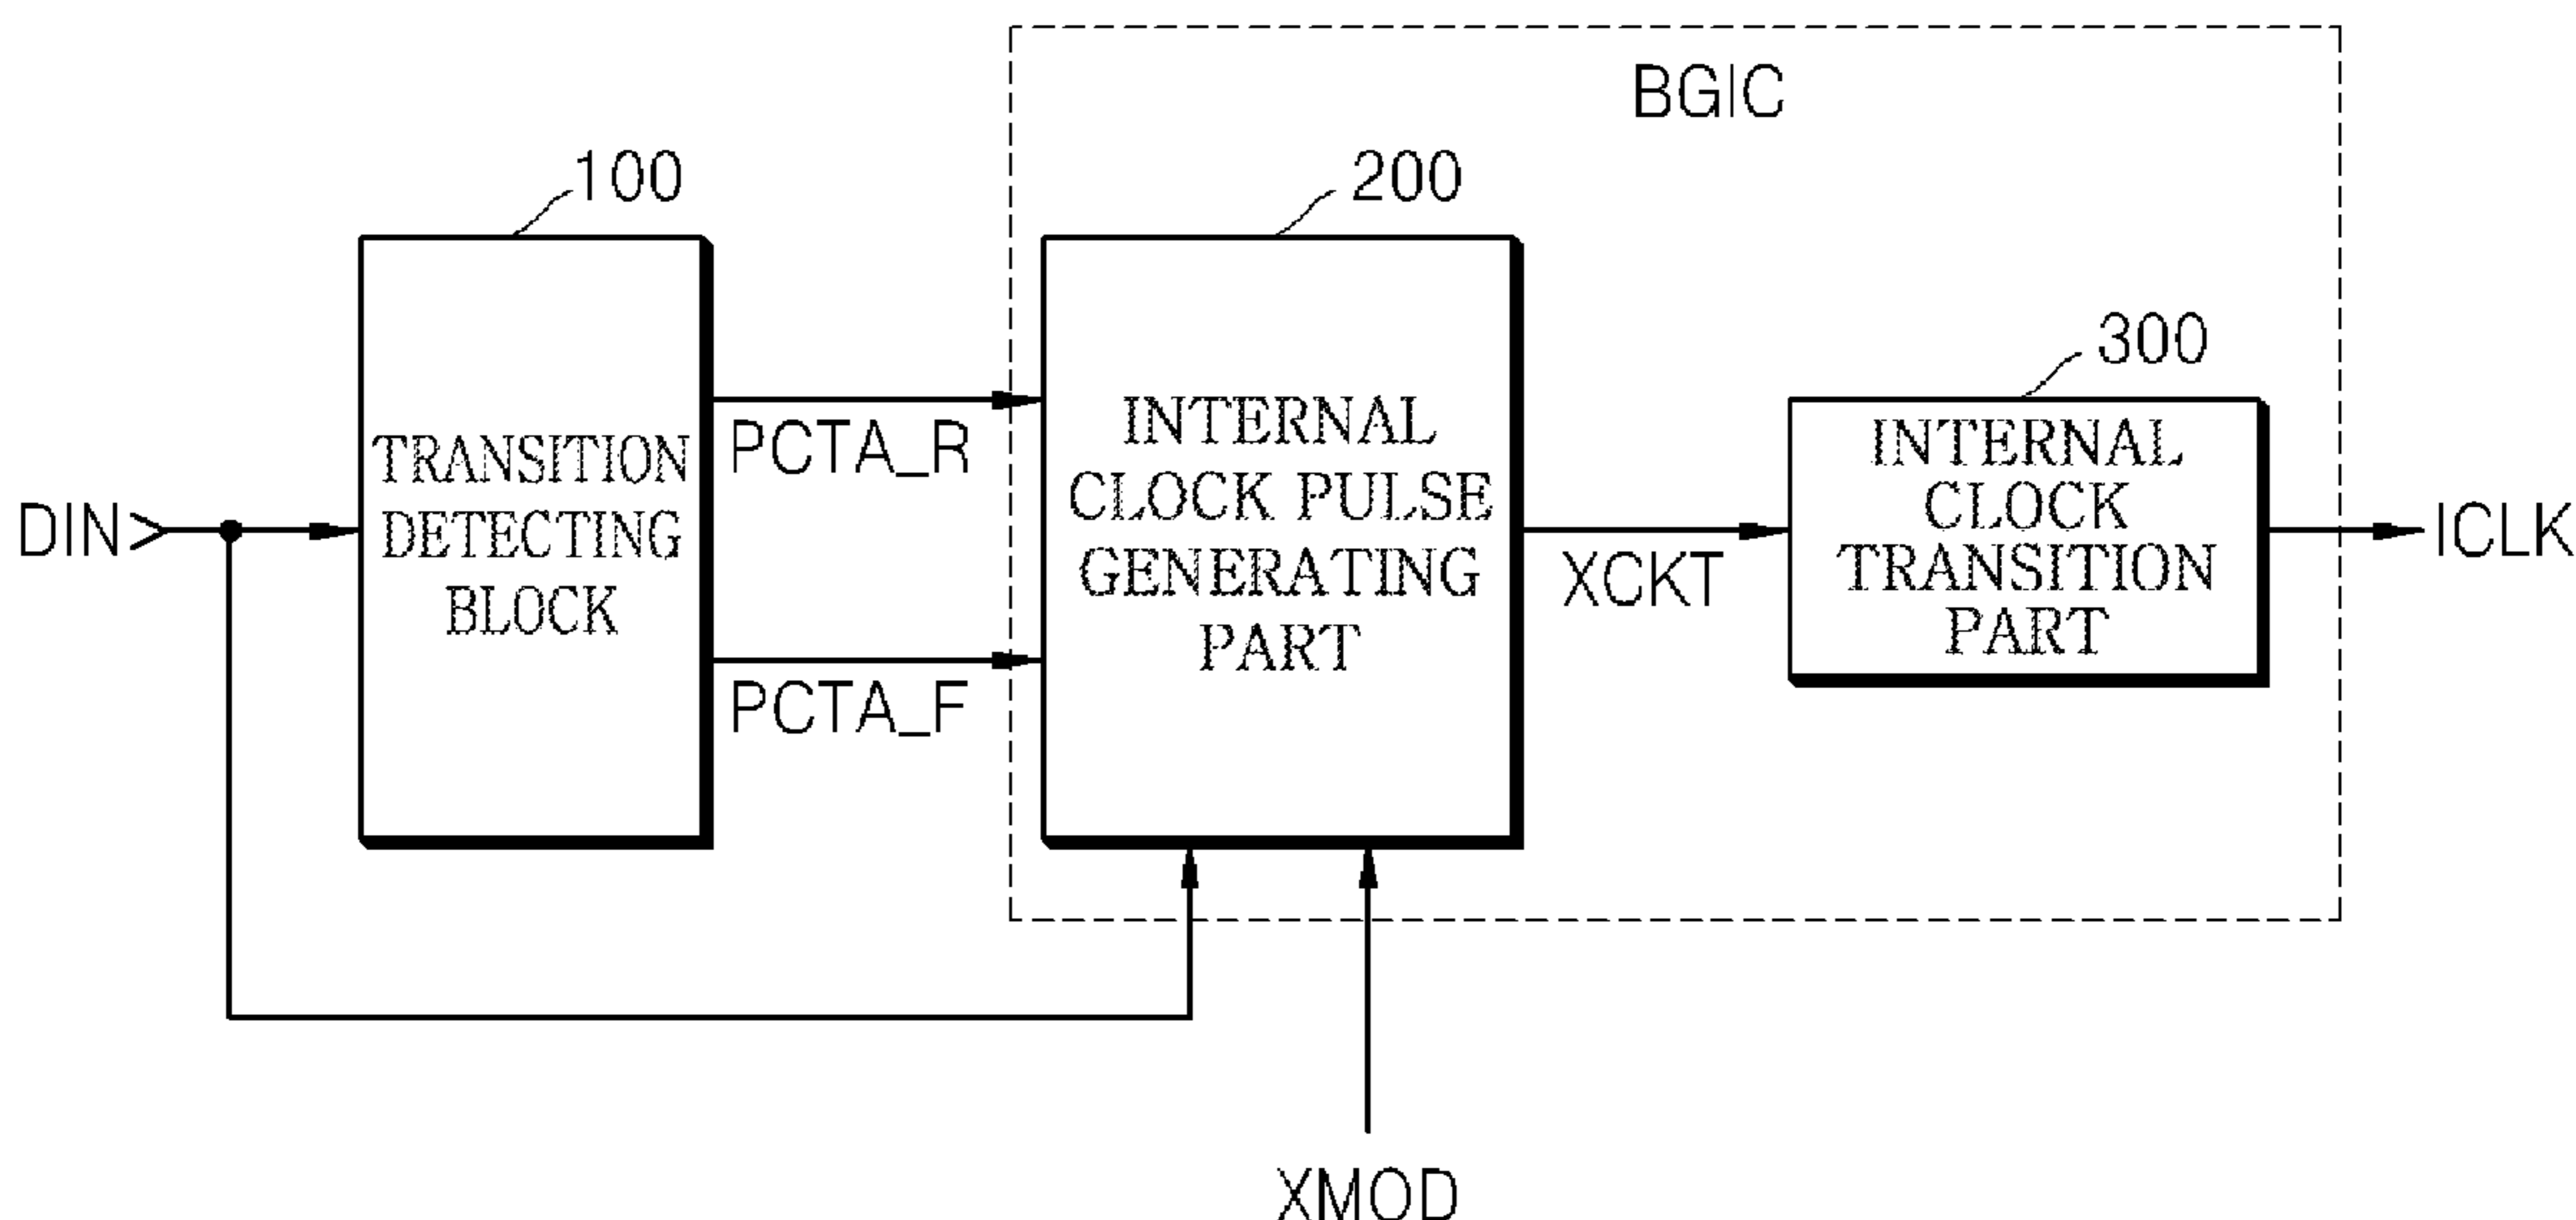 BGIC
100
200
300
TRANSITION
DETECTING
BLOCK
PCTA_R
PCTA_F
INTERNAL
CLOCK PULSE
GENERATING
PART
INTERNAL
CLOCK
TRANSITION
PART
DIN
XCKT
ICLK
XMOD